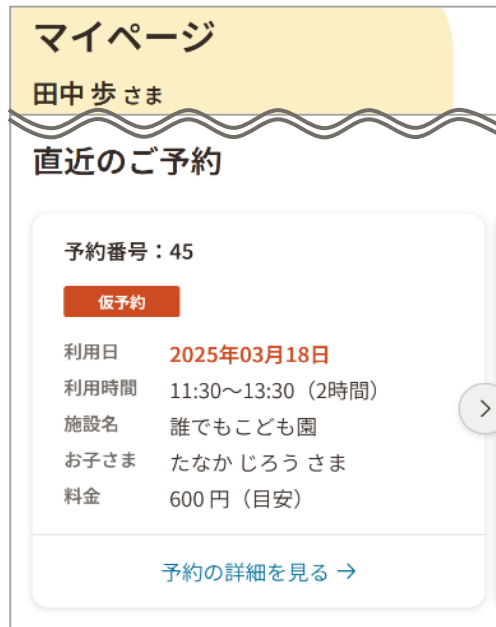 マイページ
田中 歩 さま
直近のご予約
予約番号：45
仮予約
利用日 2025年03月18日
利用時間 11:30～13:30（2時間）
施設名 誰でもこども園
お子さま たなか じろう さま
料金 600 円（目安）
予約の詳細を見る →